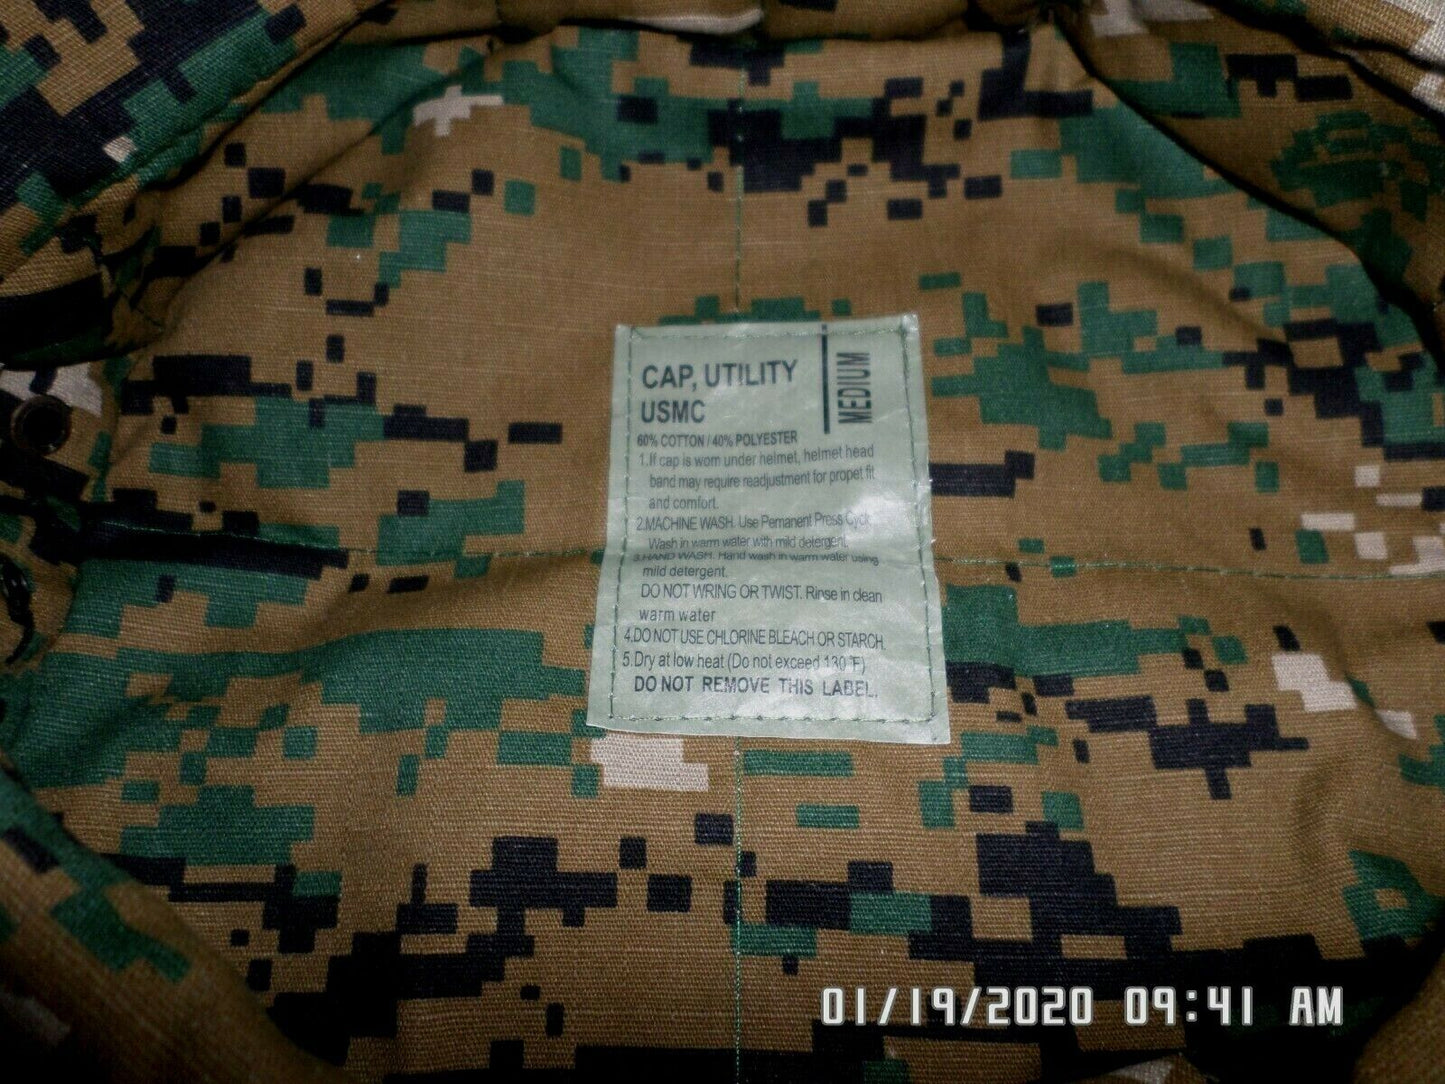 CAP, UTILITY
USMC
MEDIUM
60% COTTON / 40% POLYESTER
1.If cap is worn under helmet, helmet head
band may require readjustment for propet fit
and comfort.
2.MACHINE WASH. Use Permanent Press Cyck
Wash in warm water with mild detergent,
3.HAND WASH. Hand wash in warm water using
mild detergent.
DO NOT WRING OR TWIST. Rinse in clean
warm water
4.DO NOT USE CHLORINE BLEACH OR STARCH.
5.Dry at low heat (Do not exceed 130°F)
DO NOT REMOVE THIS LABEL.
01/19/2020 09:41 AM